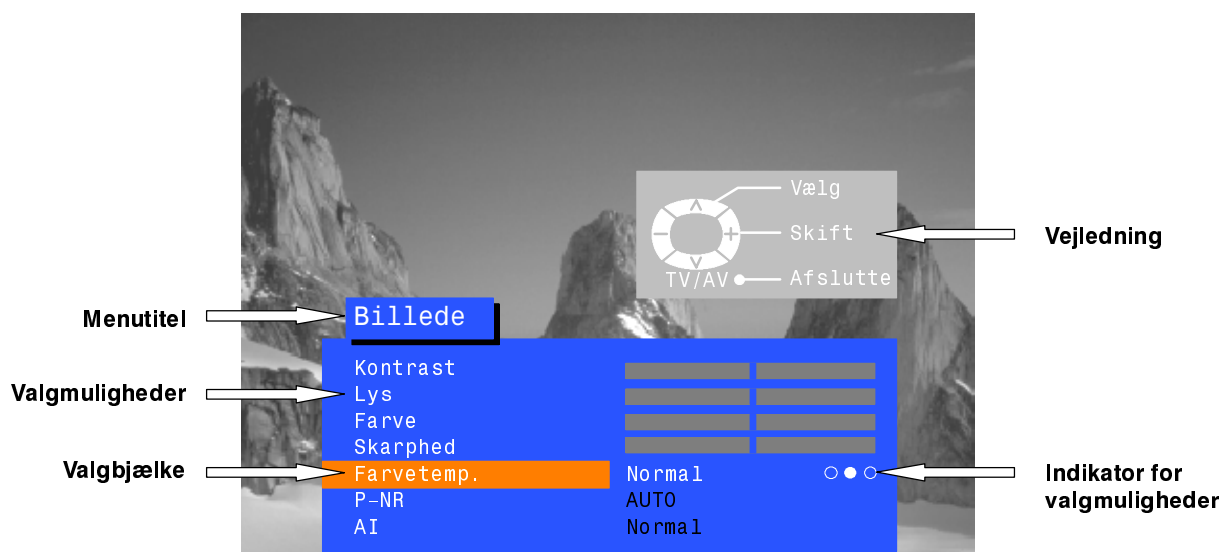 Vælg
Skift
TV/AV Afslutte
Vejledning
Menutitel
Billede
Kontrast
Valgmuligheder
Lys
Farve
Skarphed
Valgbjælke
Farvetemp. Normal
Indikator for
valgmuligheder
P-NR AUTO
AI Normal